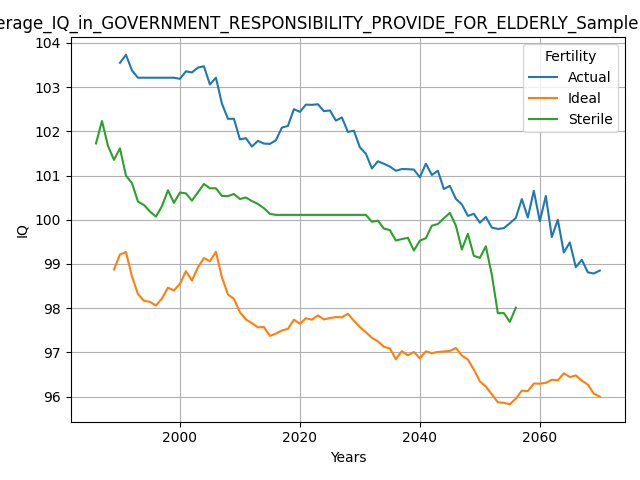 erage_IQ_in_GOVERNMENT_RESPONSIBILITY_PROVIDE_FOR_ELDERLY_Sample
104
103
102
101
100
99
98
97
96
IQ
Fertility
Actual
Ideal
Sterile
2000
2020
2040
2060
Years